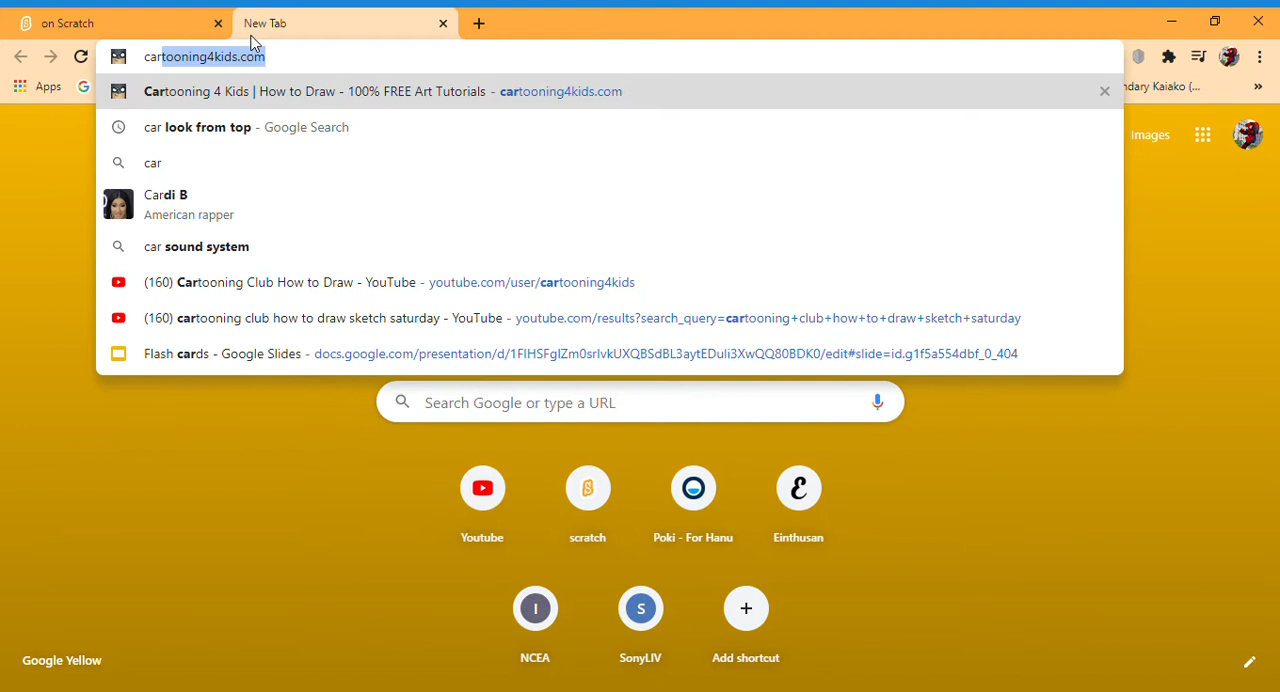 on Scratch
New Tab
cartooning4kids.com
Cartooning 4 Kids | How to Draw - 100% FREE Art Tutorials - cartooning4kids.com
car look from top - Google Search
car
Cardi B
American rapper
car sound system
(160) Cartooning Club How to Draw - YouTube - youtube.com/user/cartooning4kids
(160) cartooning club how to draw sketch saturday - YouTube - youtube.com/results?search_query=cartooning+club+how+to+draw+sketch+saturday
Flash cards - Google Slides - docs.google.com/presentation/d/1FlHSFglZm0srlvkUXQBSdBL3aytEDuli3XwQQ80BDK0/edit#slide=id.g1f5a554dbf_0_404
Apps
ndary Kaiako (...
Images
Search Google or type a URL
Youtube
scratch
Poki - For Hanu
Einthusan
I
S
NCEA
SonyLIV
Add shortcut
Google Yellow